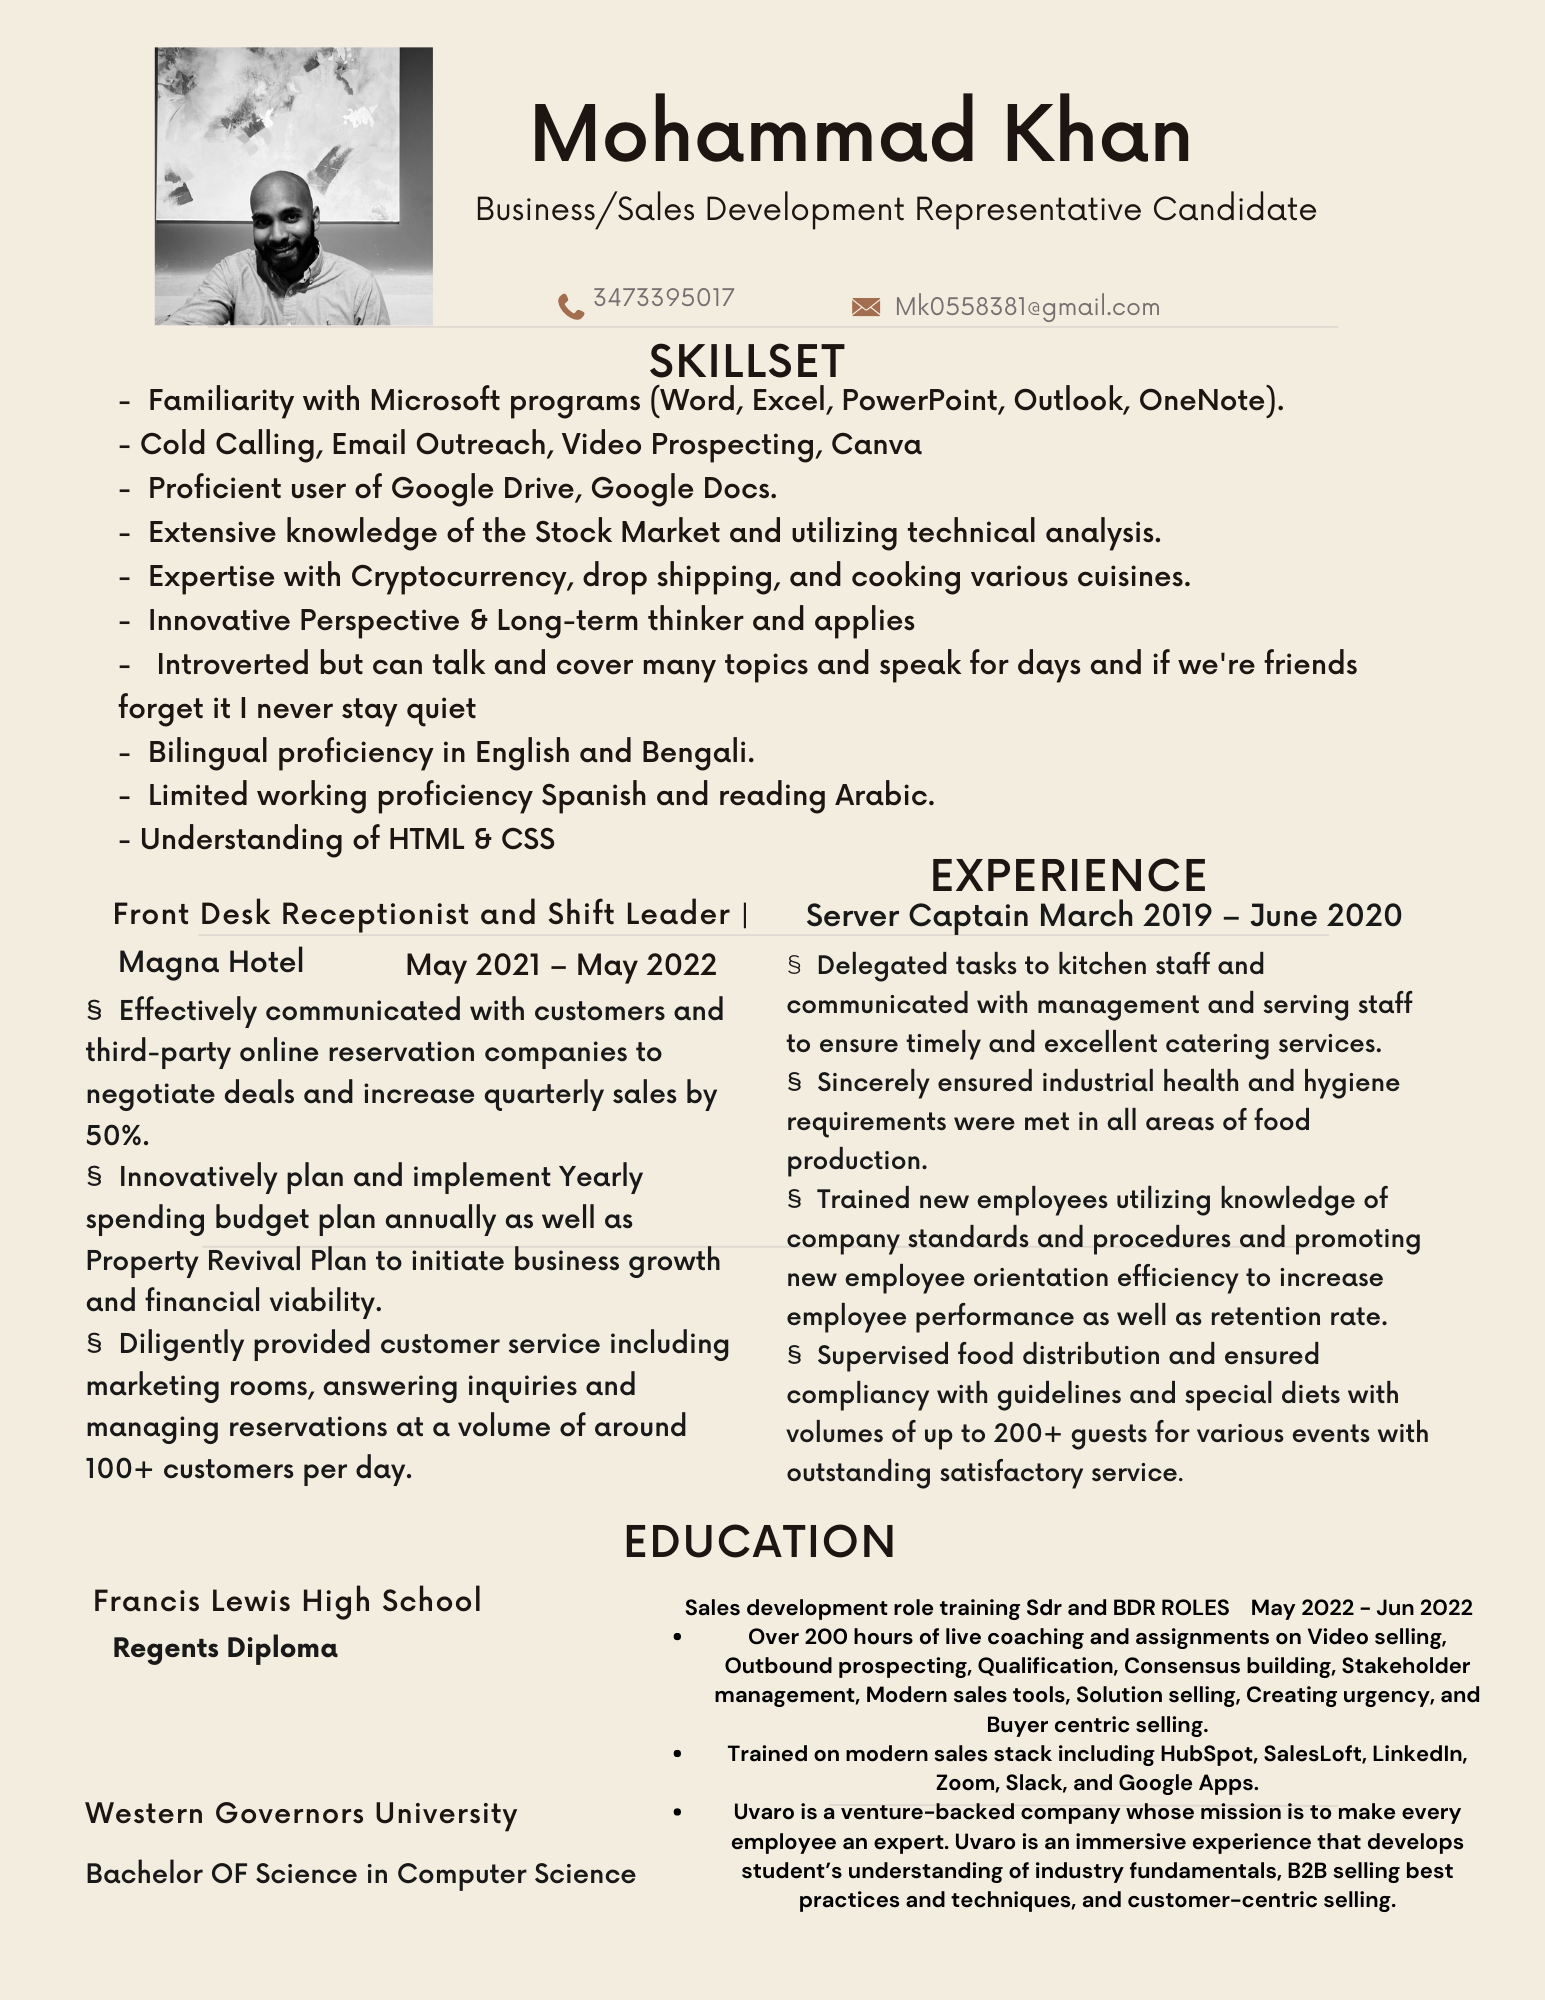 Mohammad Khan
Business/Sales Development Representative Candidate
3473395017
Mk0558381@gmail.com
SKILLSET
- Familiarity with Microsoft programs (Word, Excel, PowerPoint, Outlook, OneNote).
- Cold Calling, Email Outreach, Video Prospecting, Canva
- Proficient user of Google Drive, Google Docs.
- Extensive knowledge of the Stock Market and utilizing technical analysis.
- Expertise with Cryptocurrency, drop shipping, and cooking various cuisines.
- Innovative Perspective & Long-term thinker and applies
- Introverted but can talk and cover many topics and speak for days and if we're friends
forget it I never stay quiet
- Bilingual proficiency in English and Bengali.
- Limited working proficiency Spanish and reading Arabic.
- Understanding of HTML & CSS
EXPERIENCE
Front Desk Receptionist and Shift Leader |
Magna Hotel May 2021 – May 2022
§ Effectively communicated with customers and
third-party online reservation companies to
negotiate deals and increase quarterly sales by
50%.
§ Innovatively plan and implement Yearly
spending budget plan annually as well as
Property Revival Plan to initiate business growth
and financial viability.
§ Diligently provided customer service including
marketing rooms, answering inquiries and
managing reservations at a volume of around
100+ customers per day.
Server Captain March 2019 – June 2020
§ Delegated tasks to kitchen staff and
communicated with management and serving staff
to ensure timely and excellent catering services.
§ Sincerely ensured industrial health and hygiene
requirements were met in all areas of food
production.
§ Trained new employees utilizing knowledge of
company standards and procedures and promoting
new employee orientation efficiency to increase
employee performance as well as retention rate.
§ Supervised food distribution and ensured
compliancy with guidelines and special diets with
volumes of up to 200+ guests for various events with
outstanding satisfactory service.
EDUCATION
Francis Lewis High School
Regents Diploma
Western Governors University
Bachelor OF Science in Computer Science
Sales development role training Sdr and BDR ROLES May 2022 - Jun 2022
• Over 200 hours of live coaching and assignments on Video selling,
Outbound prospecting, Qualification, Consensus building, Stakeholder
management, Modern sales tools, Solution selling, Creating urgency, and
Buyer centric selling.
• Trained on modern sales stack including HubSpot, SalesLoft, LinkedIn,
Zoom, Slack, and Google Apps.
• Uvaro is a venture-backed company whose mission is to make every
employee an expert. Uvaro is an immersive experience that develops
student’s understanding of industry fundamentals, B2B selling best
practices and techniques, and customer-centric selling.